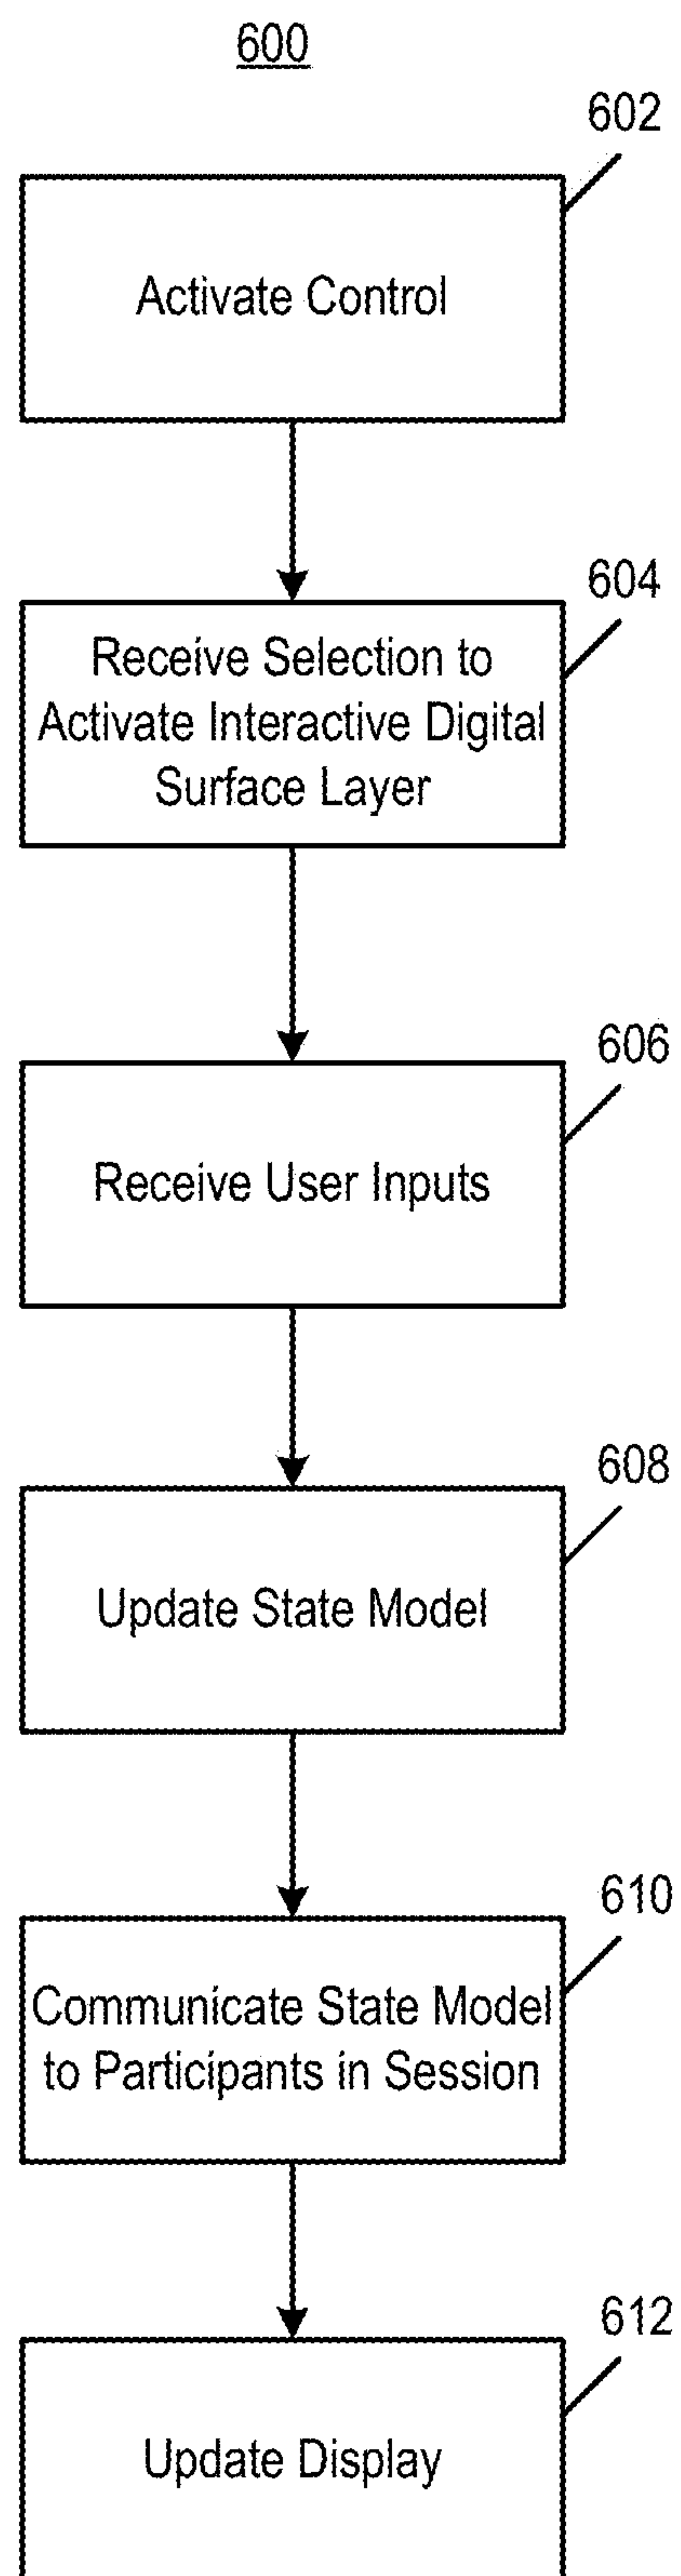 600
602
Activate Control
604
Receive Selection to
Activate Interactive Digital
Surface Layer
606
Receive User Inputs
608
Update State Model
610
Communicate State Model
to Participants in Session
612
Update Display